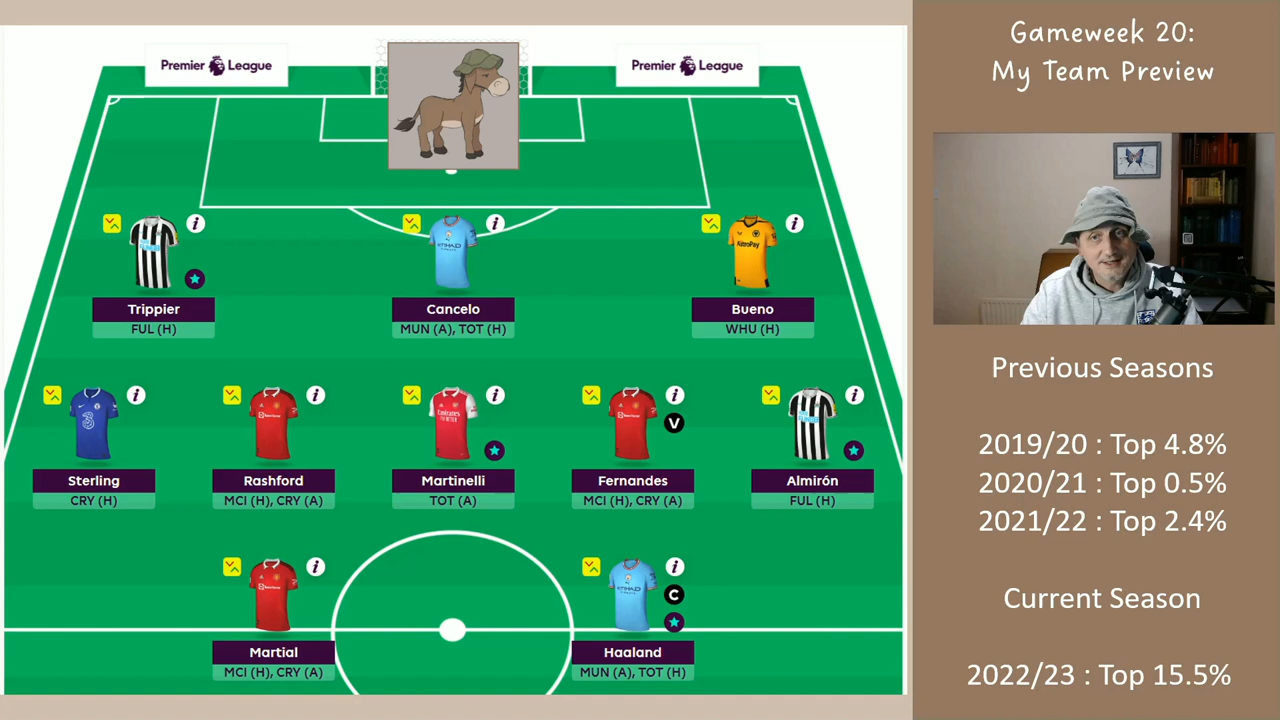 Gameweek 20:
My Team Preview
Premier League
Premier League
Trippier
FUL (H)
Cancelo
MUN (A), TOT (H)
Bueno
WHU (H)
Sterling
CRY (H)
Rashford
MCI (H), CRY (A)
Martinelli
TOT (A)
V
Fernandes
MCI (H), CRY (A)
Almirón
FUL (H)
Martial
MCI (H), CRY (A)
C
Haaland
MUN (A), TOT (H)
Previous Seasons
2019/20 : Top 4.8%
2020/21 : Top 0.5%
2021/22 : Top 2.4%
Current Season
2022/23 : Top 15.5%